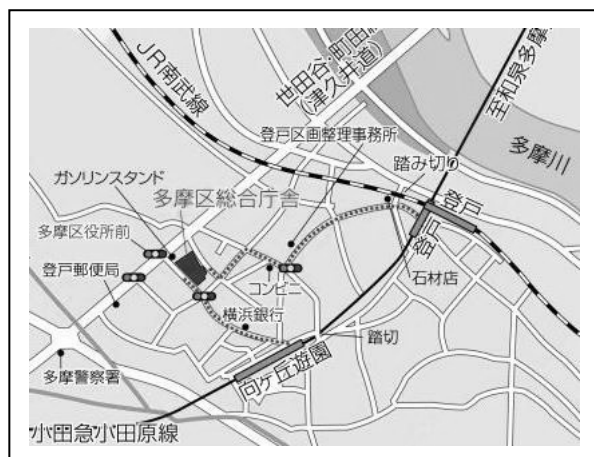 JR南武線
世田谷・町田
(津久井道)
至和泉多摩
多摩川
登戸区画整理事務所
踏み切り
ガソリンスタンド
多摩区総合庁舎
登戸
登戸
多摩区役所前
登戸郵便局
コンビニ
石材店
横浜銀行
踏切
向ケ丘遊園
多摩警察署
小田急小田原線